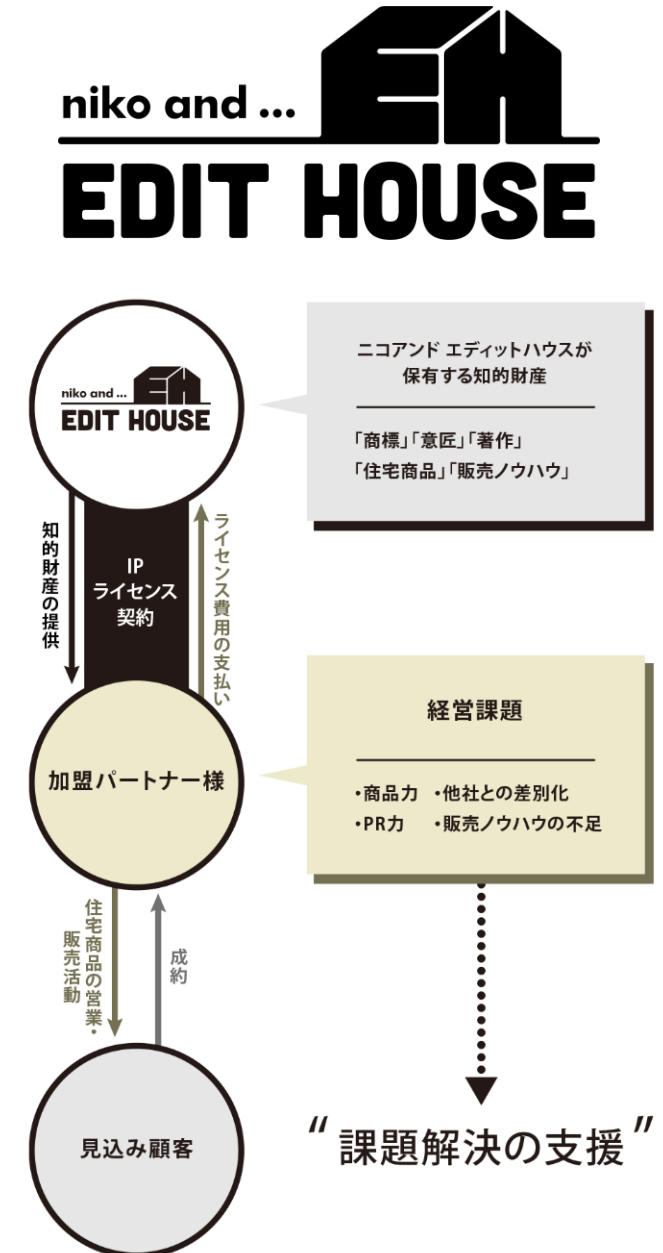 niko and ...
EH
EDIT HOUSE
niko and ...
EH
EDIT HOUSE
ニコアンド エディットハウスが
保有する知的財産
「商標」「意匠」「著作」
「住宅商品」「販売ノウハウ」
知的財産の提供
IP
ライセンス
契約
ライセンス費用の支払い
加盟パートナー様
経営課題
・商品力 ・他社との差別化
・PR力 ・販売ノウハウの不足
住宅商品の営業・
販売活動
成約
見込み顧客
“課題解決の支援”